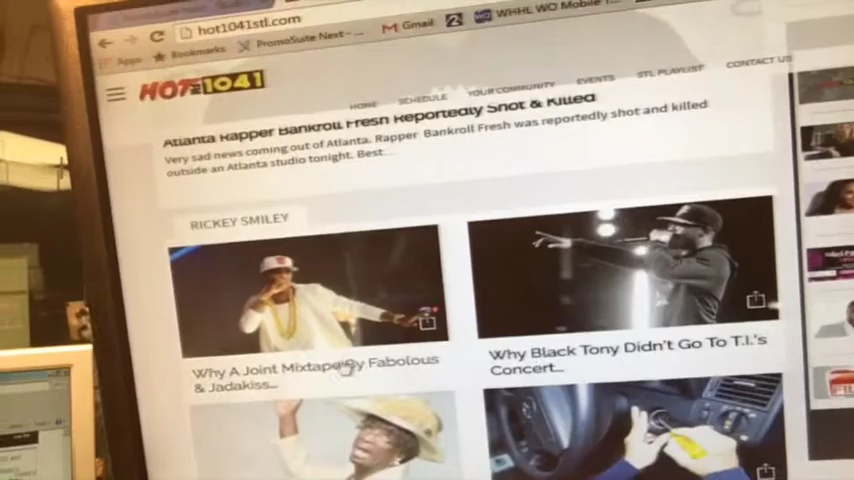 hot1041stl.com
Apps
Bookmarks
PromoSuite Next -...
Gmail
2
WHHL WO Mobile
HOT 104.1
HOME
SCHEDULE
YOUR COMMUNITY
EVENTS
STL PLAYLIST
CONTACT US
Atlanta Rapper Bankroll Fresh Reportedly Shot & Killed
Very sad news coming out of Atlanta. Rapper Bankroll Fresh was reportedly shot and killed
outside an Atlanta studio tonight. Best...
RICKEY SMILEY
Why A Joint Mixtape By Fabolous
& Jadakiss...
Why Black Tony Didn't Go To T.I.'s
Concert...